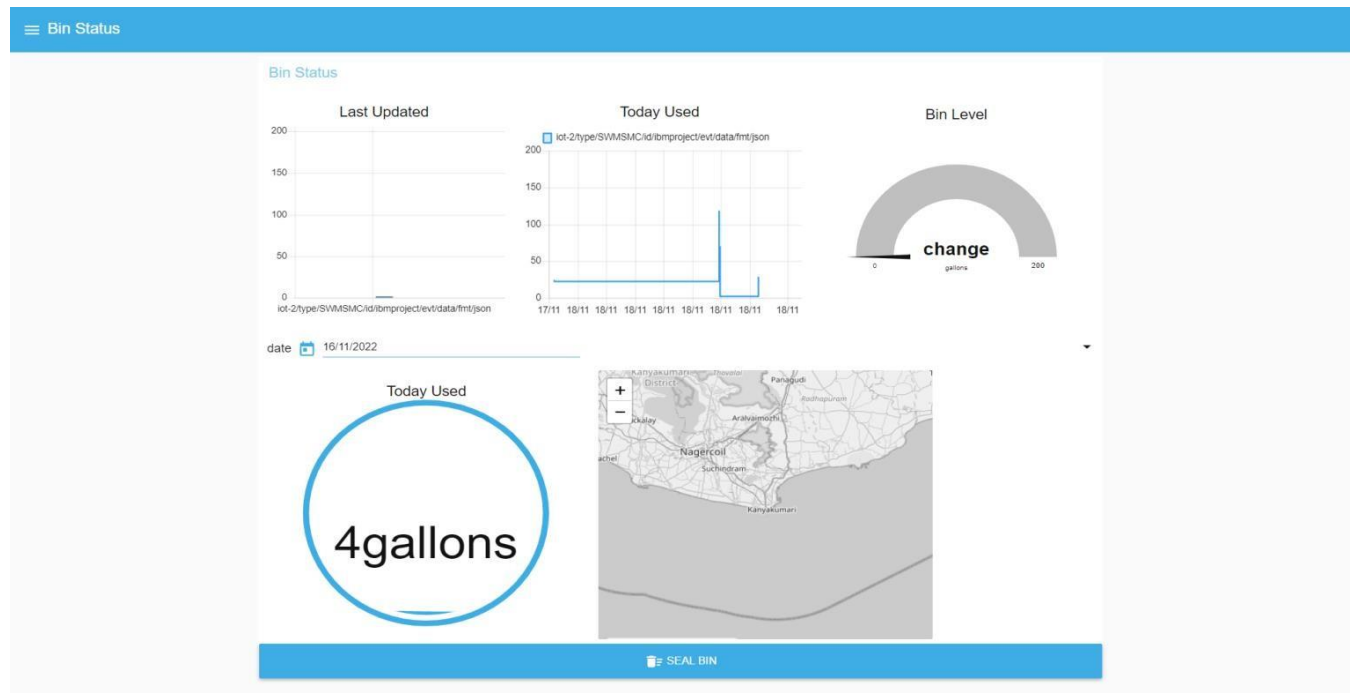 Bin Status
Bin Status
Last Updated
200
150
100
50
0
iot-2/type/SWMSMC/id/ibmproject/evt/data/fmt/json
Today Used
iot-2/type/SWMSMC/id/ibmproject/evt/data/fmt/json
200
150
100
50
0
17/11 18/11 18/11 18/11 18/11 18/11 18/11 18/11 18/11
Bin Level
change
0 gallons 200
date 16/11/2022
Today Used
4gallons
+
−
Kanyakumari
District
Thovalai
Panagudi
Radhapuram
Aralvaimozhi
Nagercoil
Suchindram
Kanyakumari
SEAL BIN